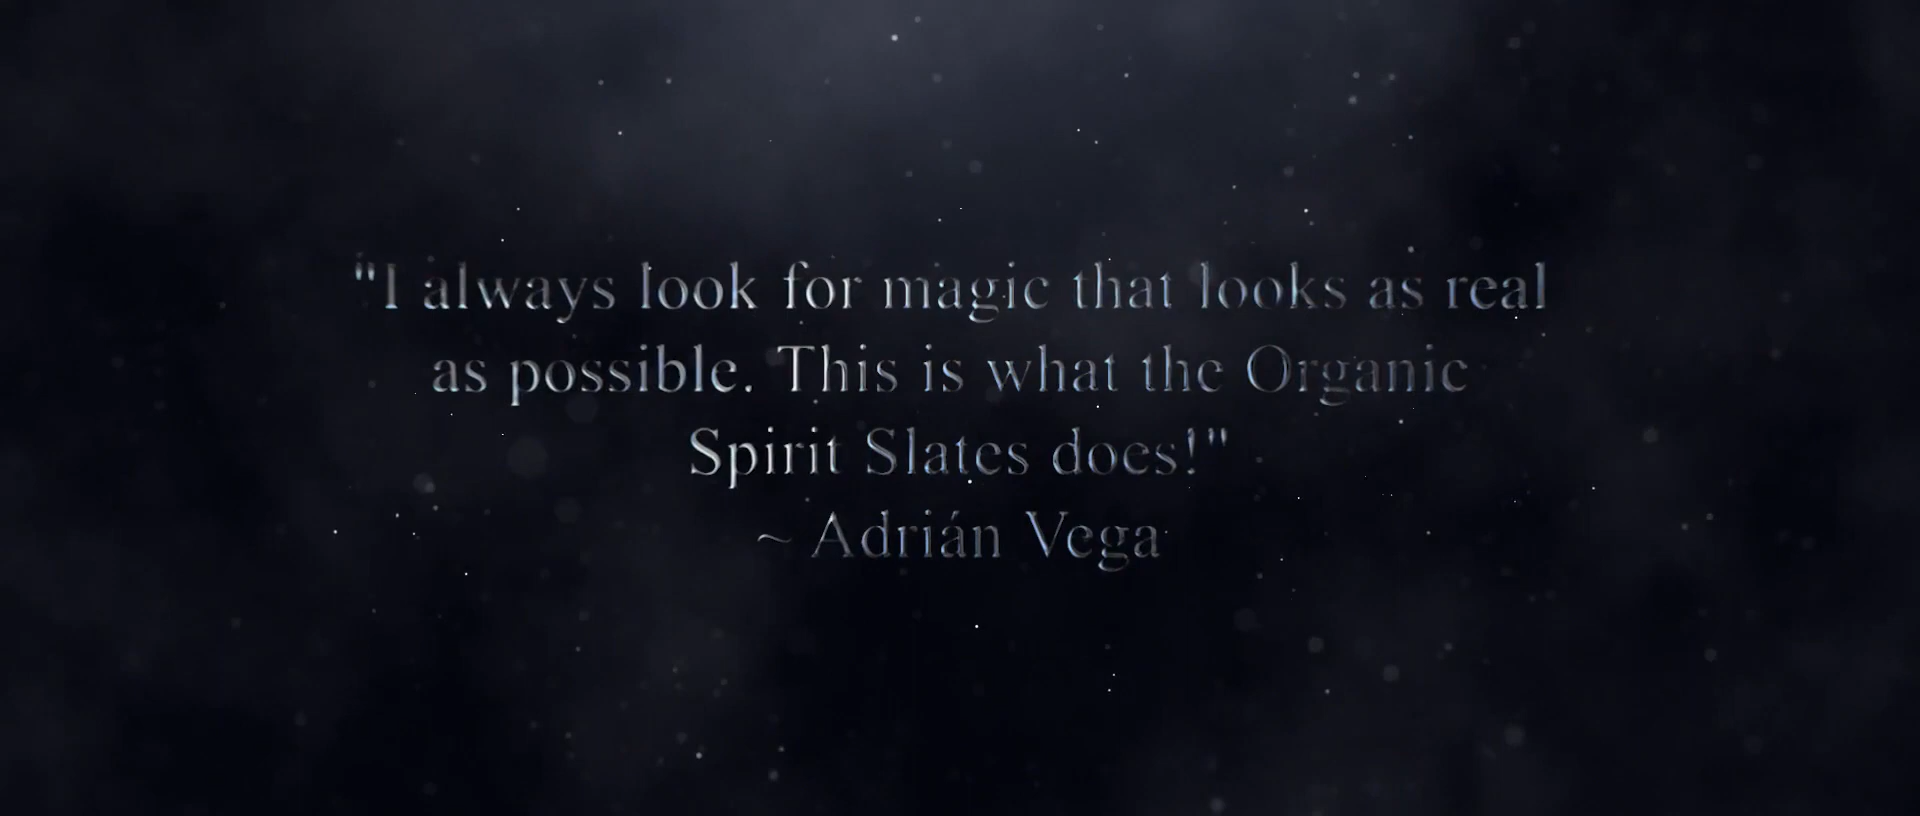 "I always look for magic that looks as real
as possible. This is what the Organic
Spirit Slates does!"
~ Adrián Vega